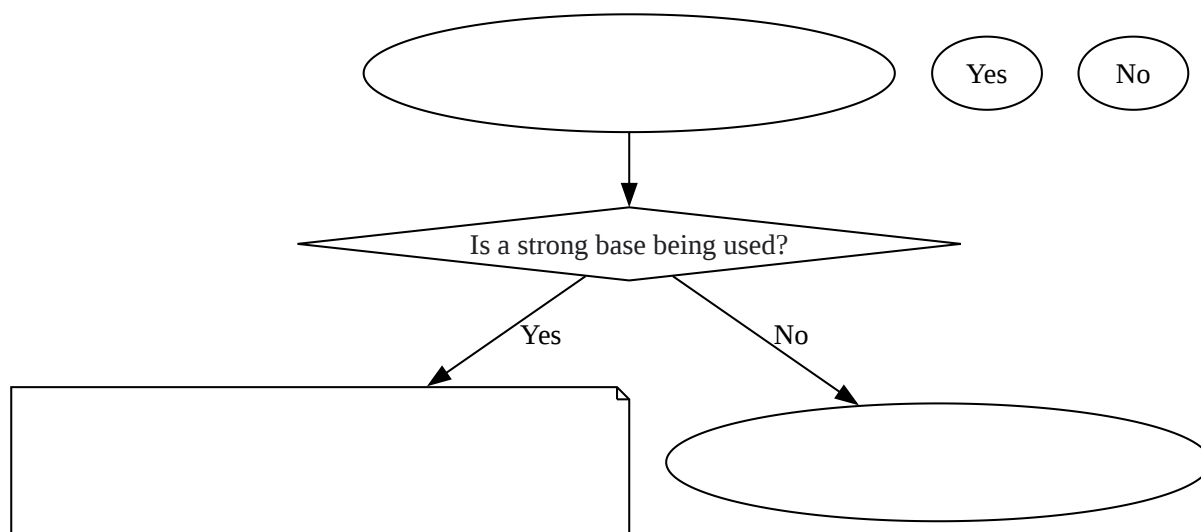 Yes
No
Is a strong base being used?
Yes
No